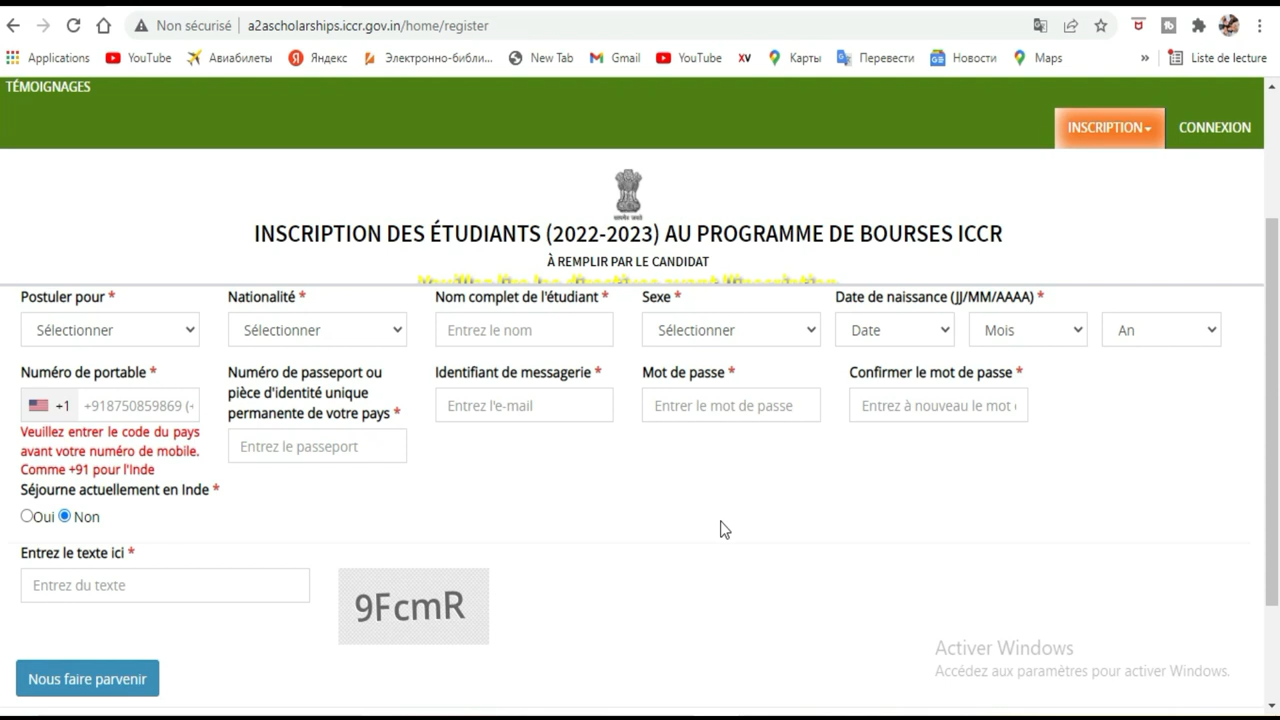 Non sécurisé
a2ascholarships.iccr.gov.in/home/register
Applications
YouTube
Авиабилеты
Яндекс
Электронно-библи...
New Tab
Gmail
YouTube
XV
Карты
Перевести
Новости
Maps
»
Liste de lecture
TÉMOIGNAGES
INSCRIPTION
CONNEXION
INSCRIPTION DES ÉTUDIANTS (2022-2023) AU PROGRAMME DE BOURSES ICCR
À REMPLIR PAR LE CANDIDAT
Postuler pour *
Nationalité *
Nom complet de l'étudiant *
Sexe *
Date de naissance (JJ/MM/AAAA) *
Sélectionner
Sélectionner
Entrez le nom
Sélectionner
Date
Mois
An
Numéro de portable *
Numéro de passeport ou
pièce d'identité unique
permanente de votre pays *
Identifiant de messagerie *
Mot de passe *
Confirmer le mot de passe *
+1
+918750859869 (+
Entrez l'e-mail
Entrer le mot de passe
Entrez à nouveau le mot
Veuillez entrer le code du pays
avant votre numéro de mobile.
Comme +91 pour l'Inde
Entrez le passeport
Séjourne actuellement en Inde *
Oui
Non
Entrez le texte ici *
Entrez du texte
9FcmR
Nous faire parvenir
Activer Windows
Accédez aux paramètres pour activer Windows.